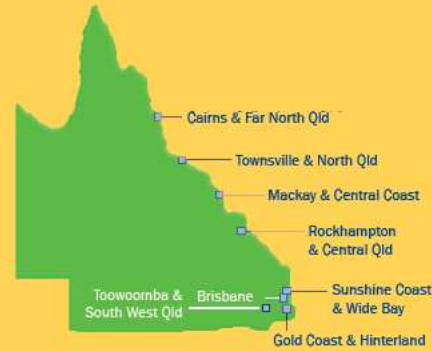 Cairns & Far North Qld
Townsville & North Qld
Mackay & Central Coast
Rockhampton
& Central Qld
Sunshine Coast
& Wide Bay
Brisbane
Toowoomba &
South West Qld
Gold Coast & Hinterland